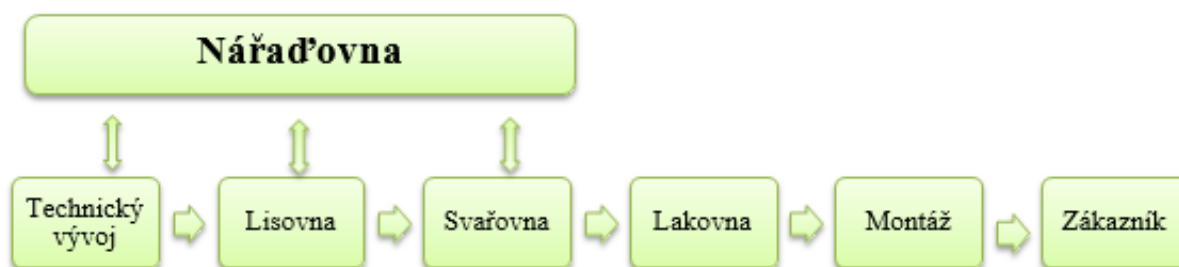 Nářaďovna
Technický
vývoj
Lisovna
Svařovna
Lakovna
Montáž
Zákazník